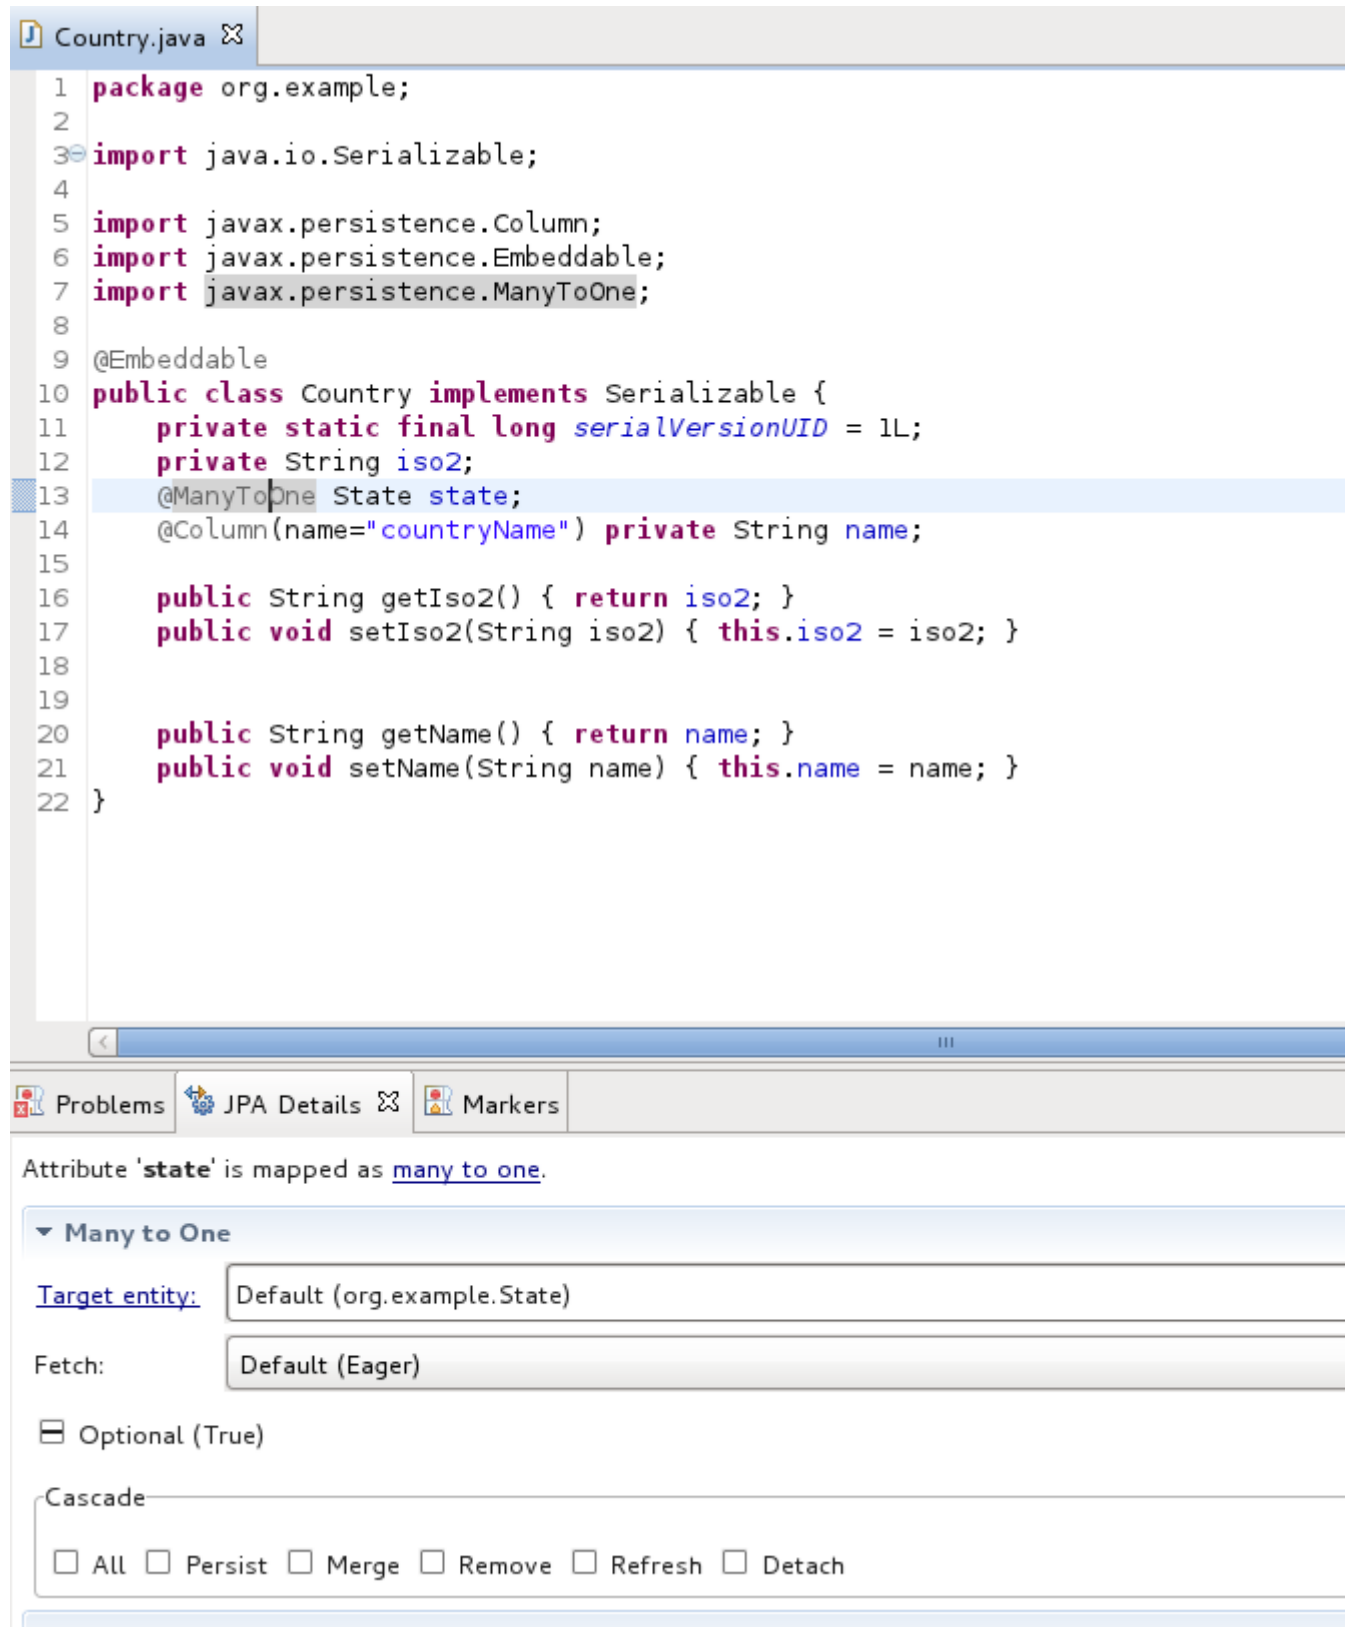 Country.java
1 package org.example;
2
3 import java.io.Serializable;
4
5 import javax.persistence.Column;
6 import javax.persistence.Embeddable;
7 import javax.persistence.ManyToOne;
8
9 @Embeddable
10 public class Country implements Serializable {
11     private static final long serialVersionUID = 1L;
12     private String iso2;
13     @ManyToOne State state;
14     @Column(name="countryName") private String name;
15
16     public String getIso2() { return iso2; }
17     public void setIso2(String iso2) { this.iso2 = iso2; }
18
19
20     public String getName() { return name; }
21     public void setName(String name) { this.name = name; }
22 }
Problems JPA Details Markers
Attribute 'state' is mapped as many to one.
Many to One
Target entity: Default (org.example.State)
Fetch: Default (Eager)
Optional (True)
Cascade
All Persist Merge Remove Refresh Detach